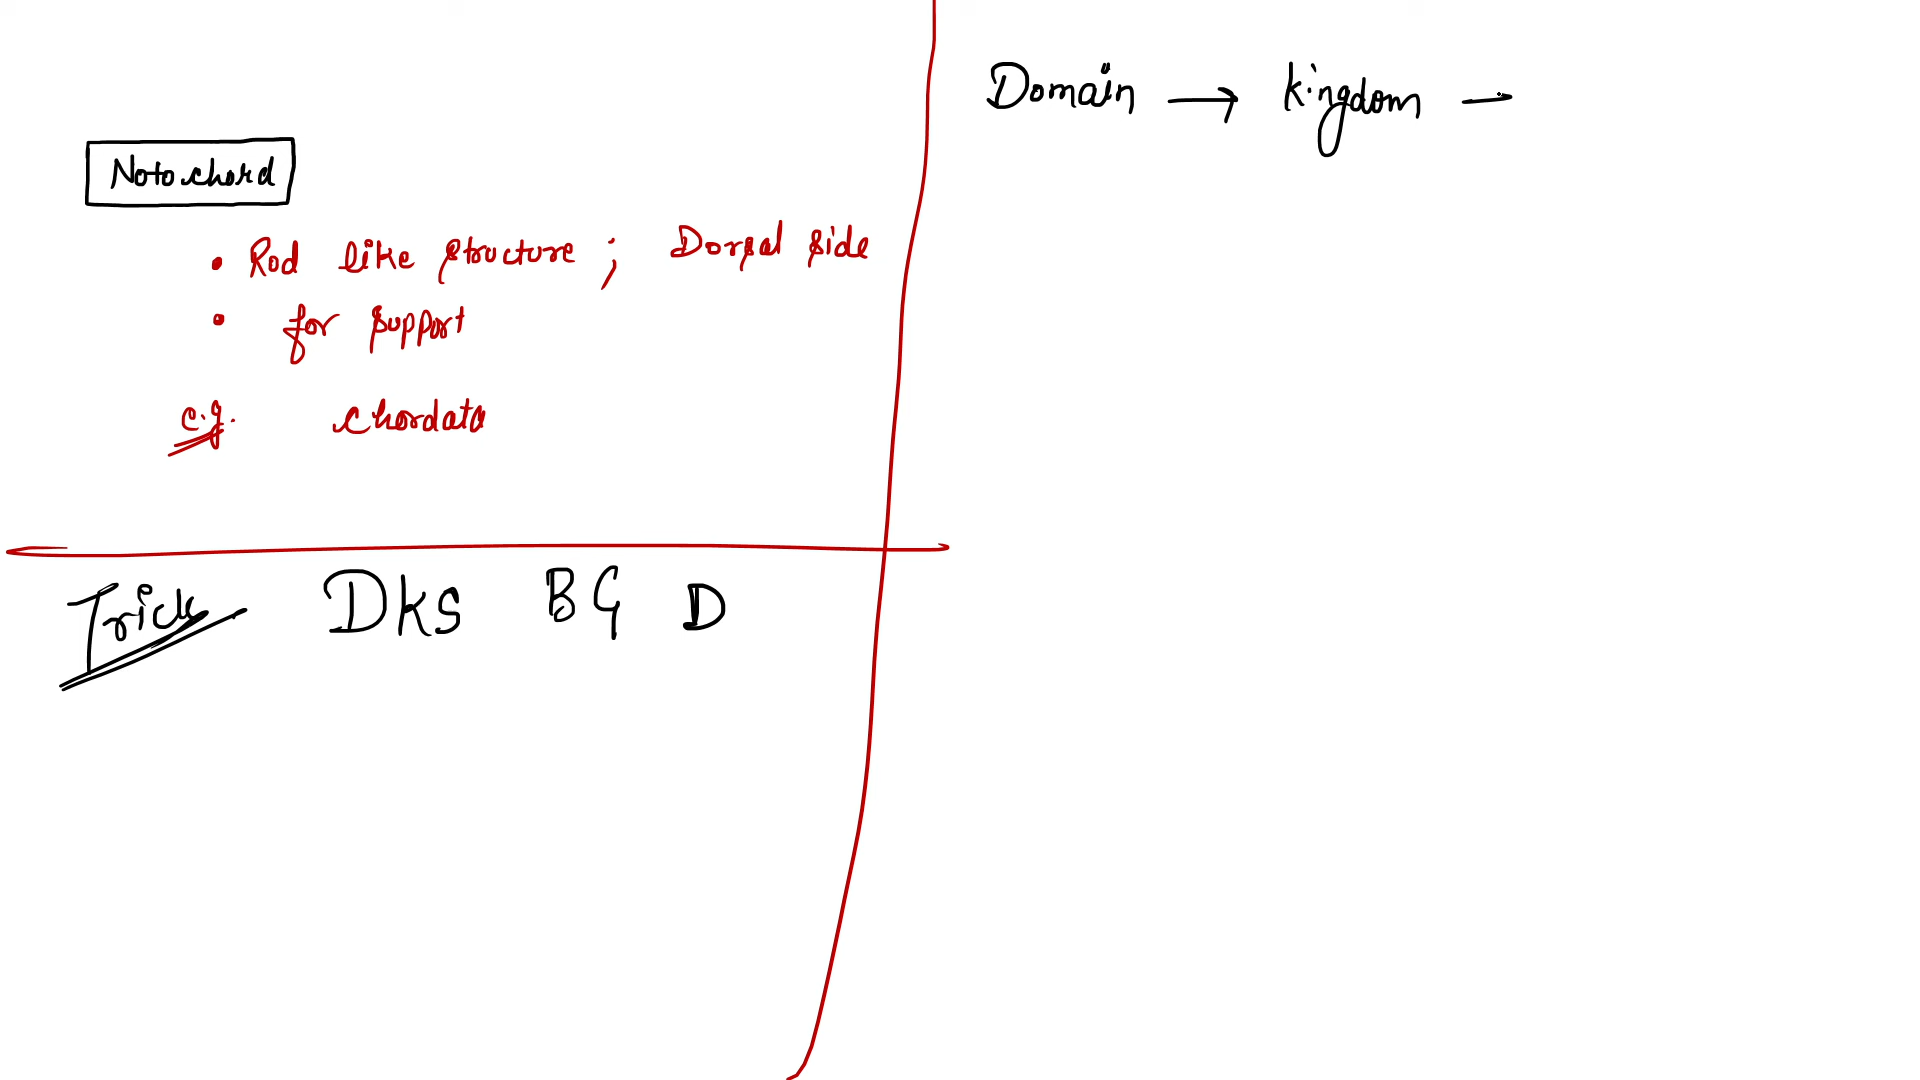 Notochord
• Rod like structure ; Dorsal side
• for support
e.g. chordata
Trick DKS BG D
Domain → kingdom →